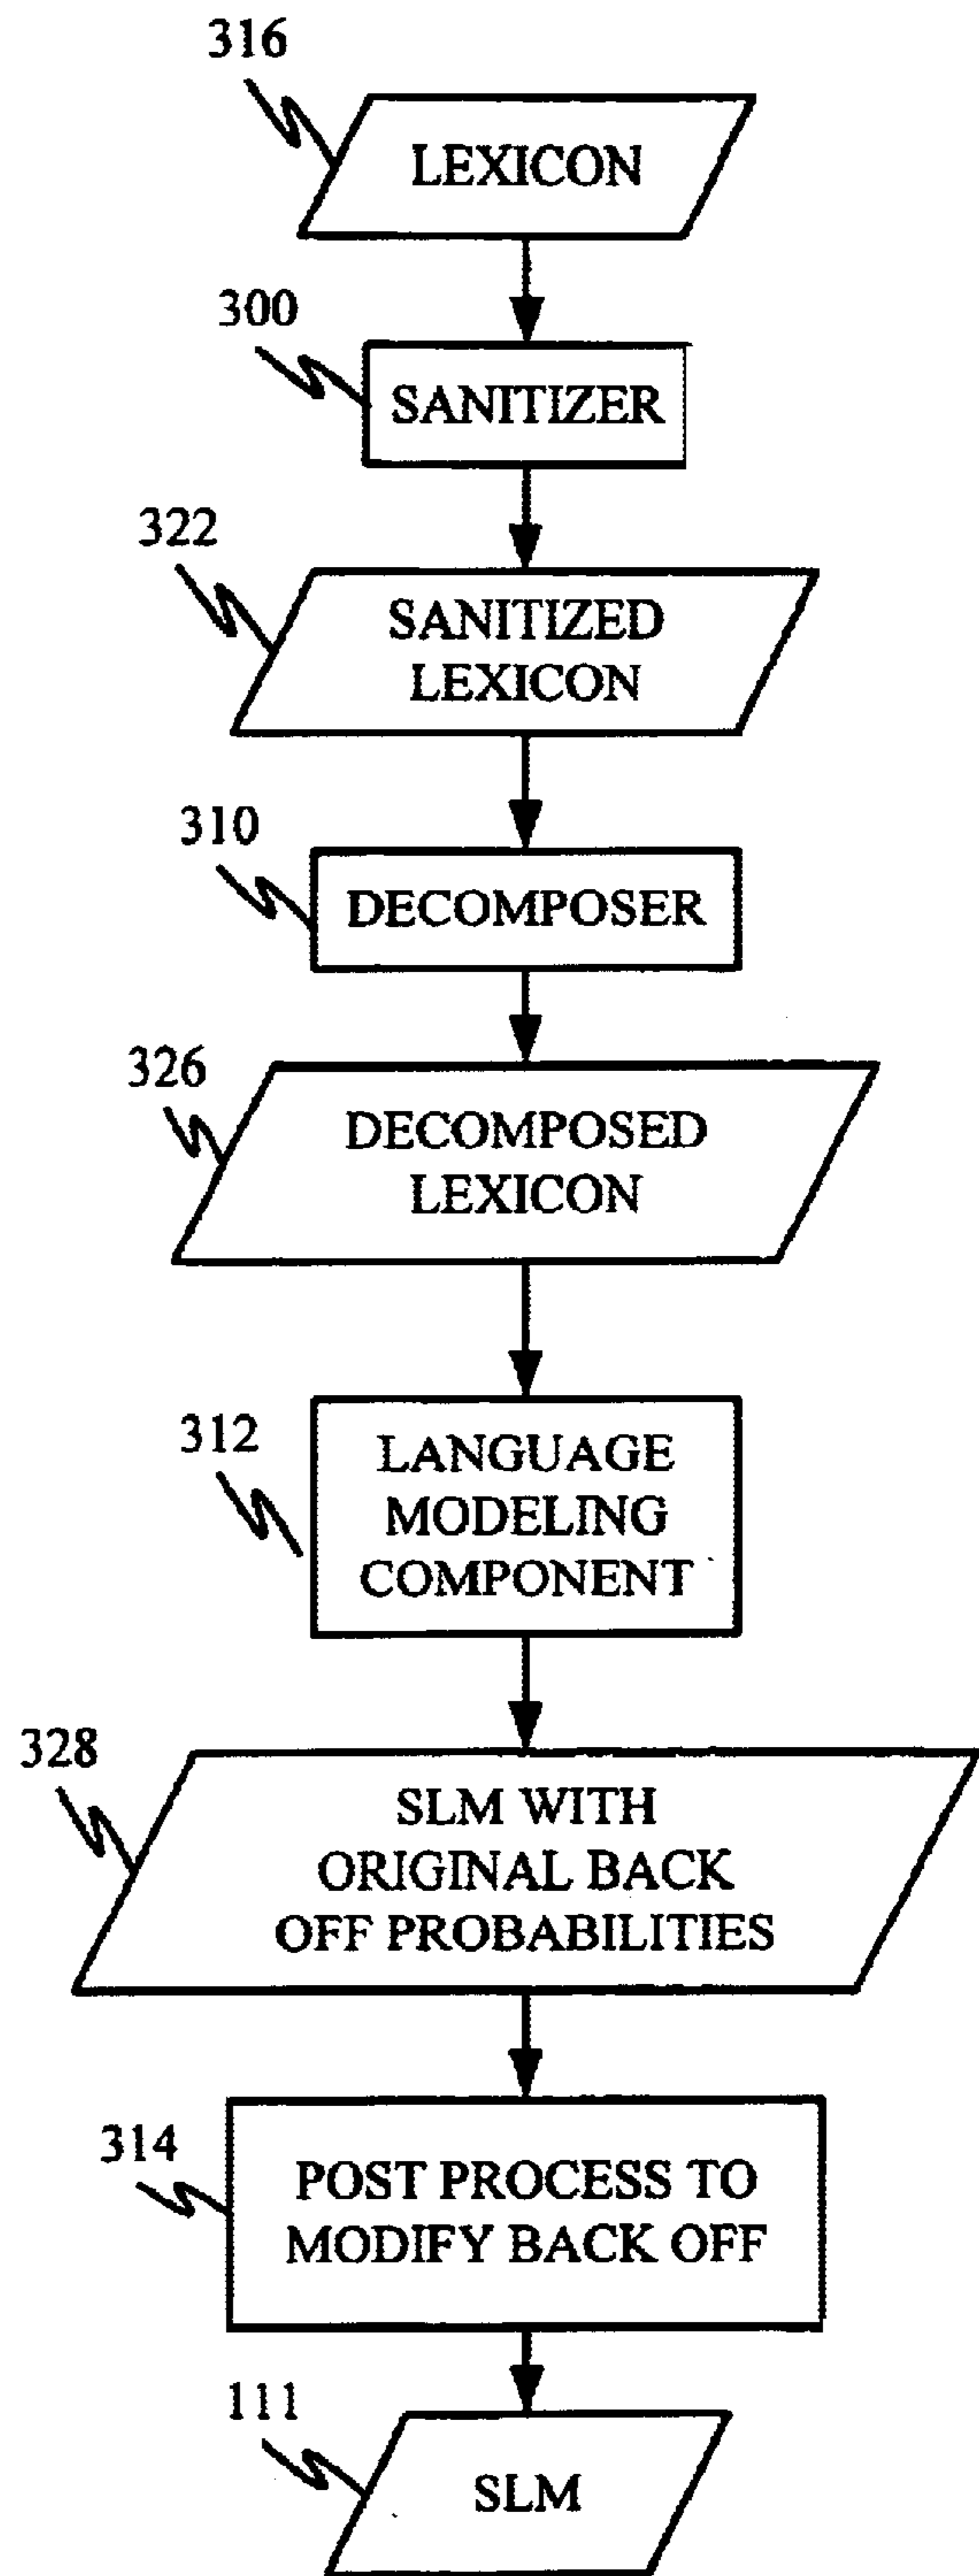 316
LEXICON
300
SANITIZER
322
SANITIZED
LEXICON
310
DECOMPOSER
326
DECOMPOSED
LEXICON
312
LANGUAGE
MODELING
COMPONENT
328
SLM WITH
ORIGINAL BACK
OFF PROBABILITIES
314
POST PROCESS TO
MODIFY BACK OFF
111
SLM